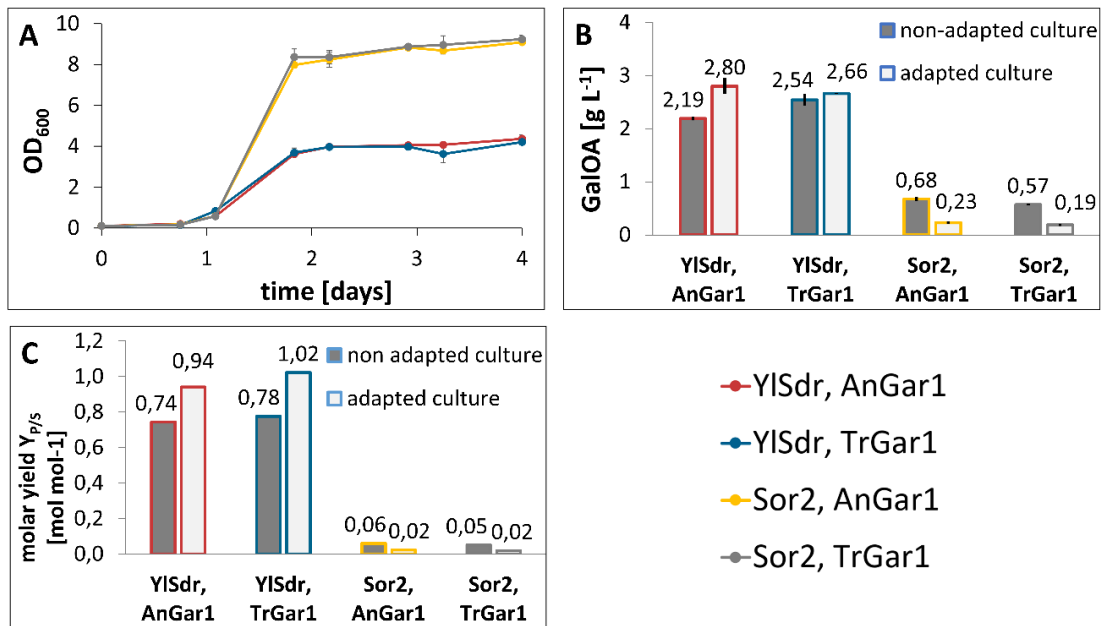 A
OD600
10
8
6
4
2
0
0
1
2
3
4
time [days]
B
GalOA [g L-1]
4
3
2
1
0
non-adapted culture
adapted culture
2,19
2,80
2,54
2,66
0,68
0,23
0,57
0,19
YlSdr,
AnGar1
YlSdr,
TrGar1
Sor2,
AnGar1
Sor2,
TrGar1
C
molar yield YP/S
[mol mol-1]
1,2
1,0
0,8
0,6
0,4
0,2
0,0
non adapted culture
adapted culture
0,74
0,94
0,78
1,02
0,06
0,02
0,05
0,02
YlSdr,
AnGar1
YlSdr,
TrGar1
Sor2,
AnGar1
Sor2,
TrGar1
YlSdr, AnGar1
YlSdr, TrGar1
Sor2, AnGar1
Sor2, TrGar1